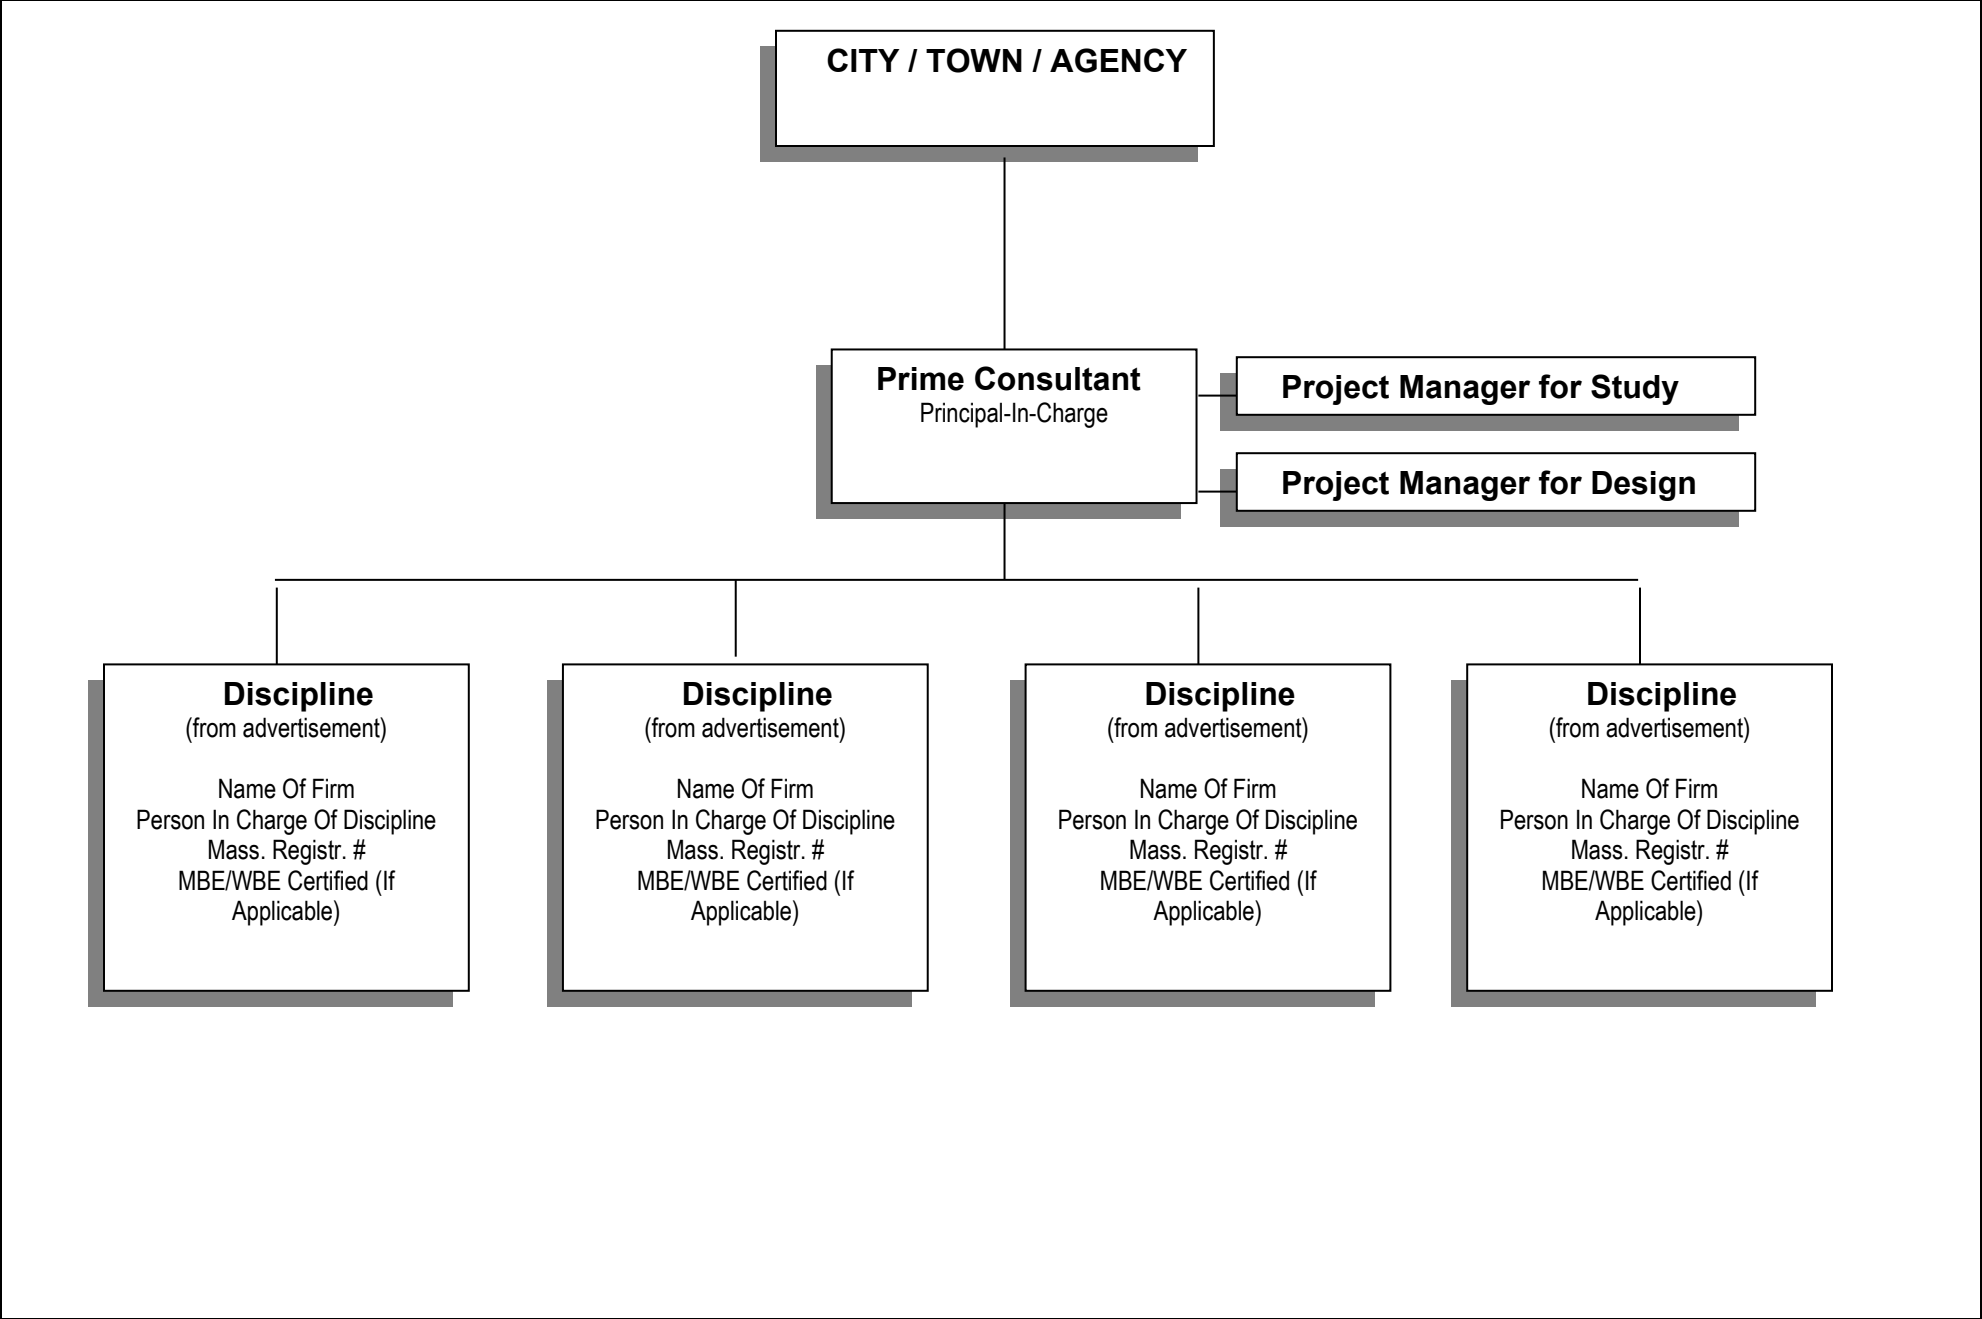 CITY / TOWN / AGENCY
Prime Consultant
Principal-In-Charge
Project Manager for Study
Project Manager for Design
Discipline
(from advertisement)
Name Of Firm
Person In Charge Of Discipline
Mass. Registr. #
MBE/WBE Certified (If
Applicable)
Discipline
(from advertisement)
Name Of Firm
Person In Charge Of Discipline
Mass. Registr. #
MBE/WBE Certified (If
Applicable)
Discipline
(from advertisement)
Name Of Firm
Person In Charge Of Discipline
Mass. Registr. #
MBE/WBE Certified (If
Applicable)
Discipline
(from advertisement)
Name Of Firm
Person In Charge Of Discipline
Mass. Registr. #
MBE/WBE Certified (If
Applicable)